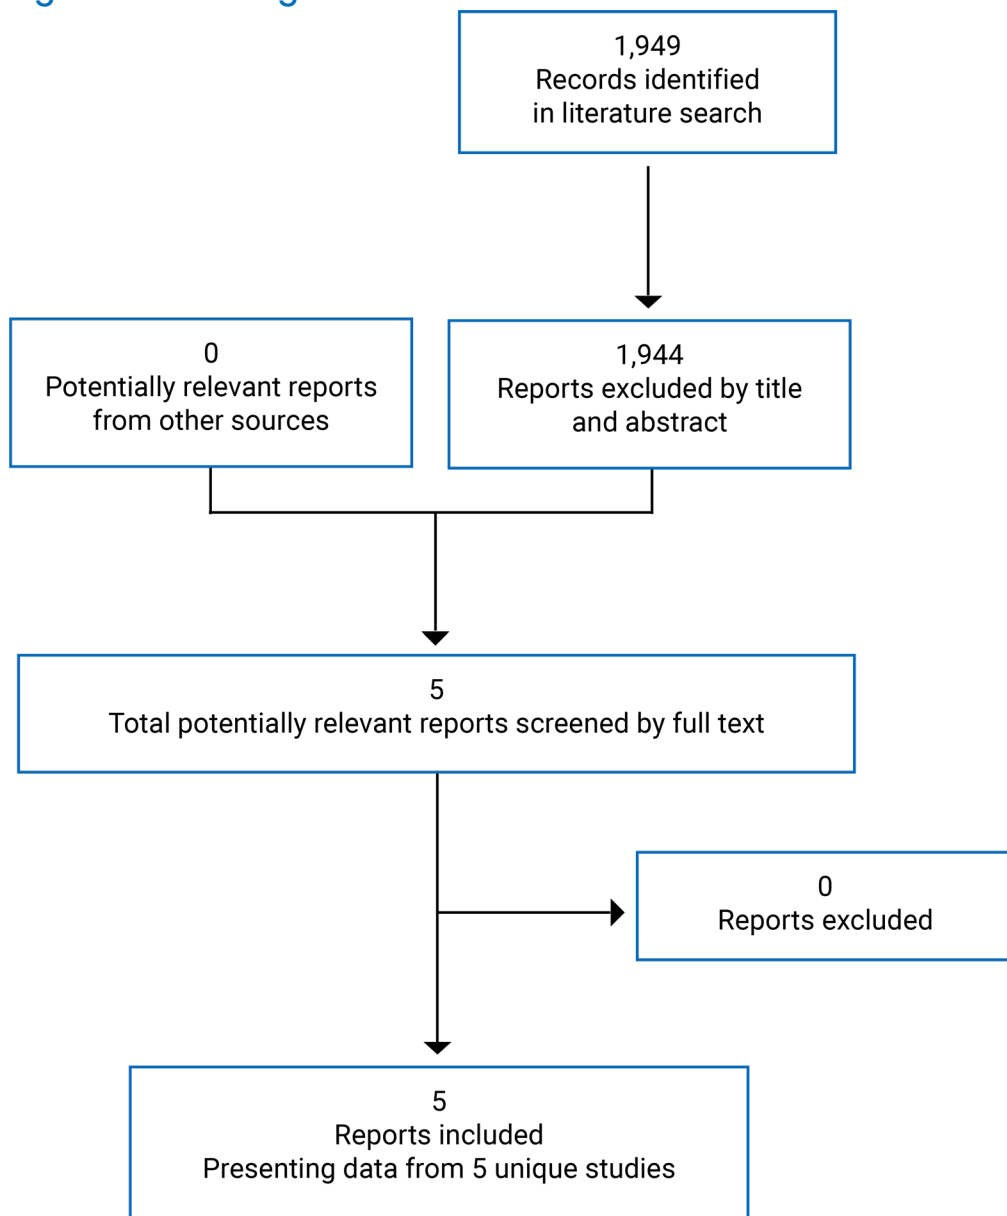 1,949
Records identified
in literature search
0
Potentially relevant reports
from other sources
1,944
Reports excluded by title
and abstract
5
Total potentially relevant reports screened by full text
0
Reports excluded
5
Reports included
Presenting data from 5 unique studies